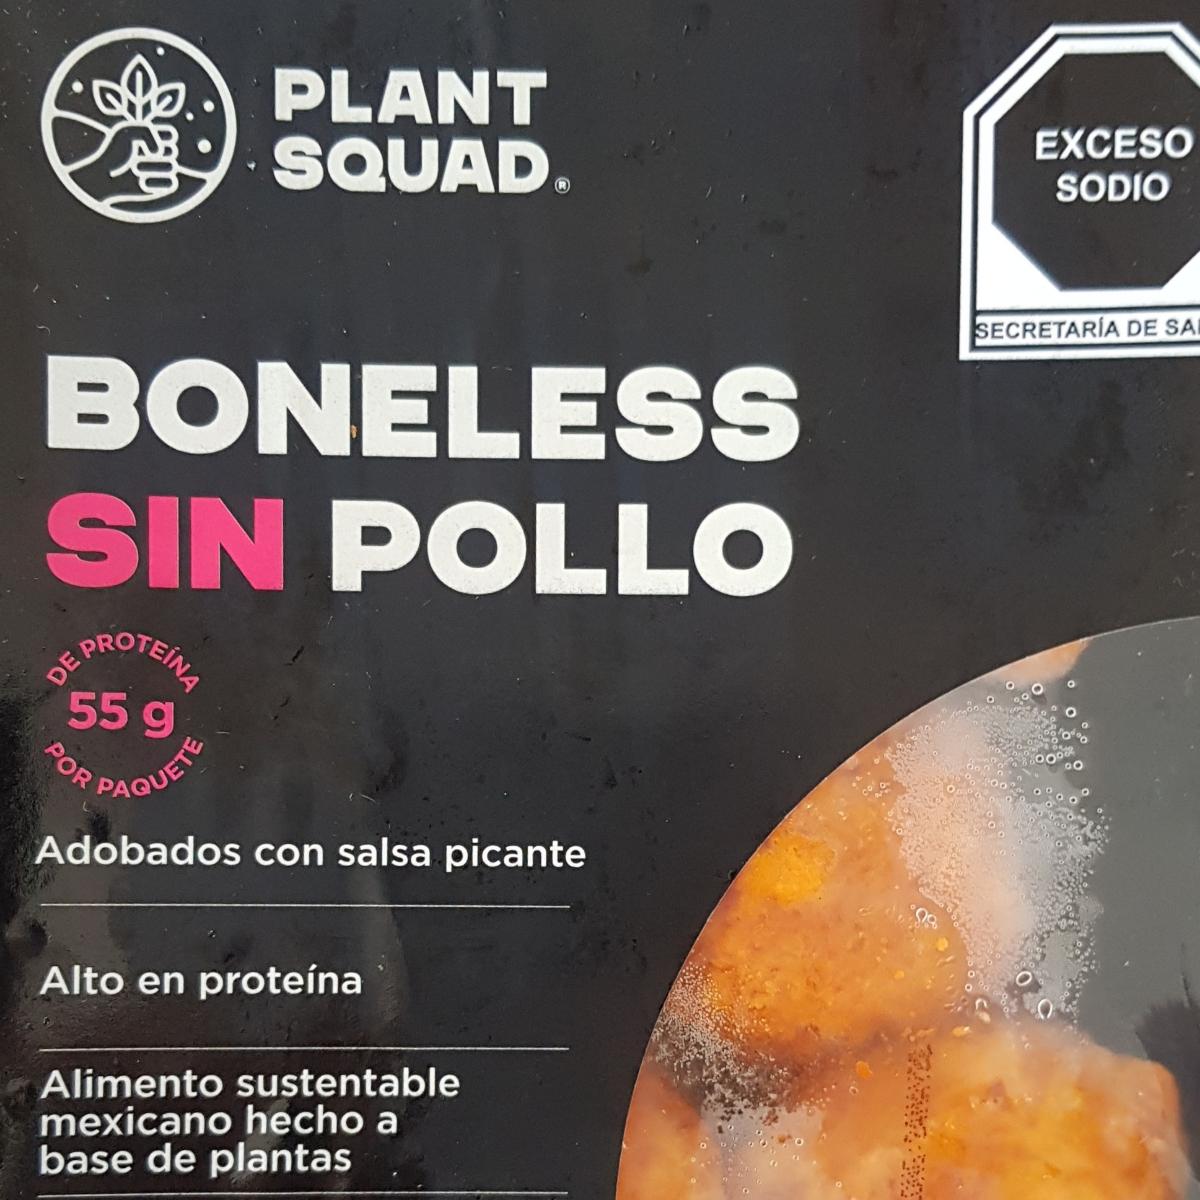 PLANT
SQUAD®
EXCESO
SODIO
SECRETARÍA DE
BONELESS
SIN POLLO
DE PROTEÍNA
55 g
POR PAQUETE
Adobados con salsa picante
Alto en proteína
Alimento sustentable
mexicano hecho a
base de plantas